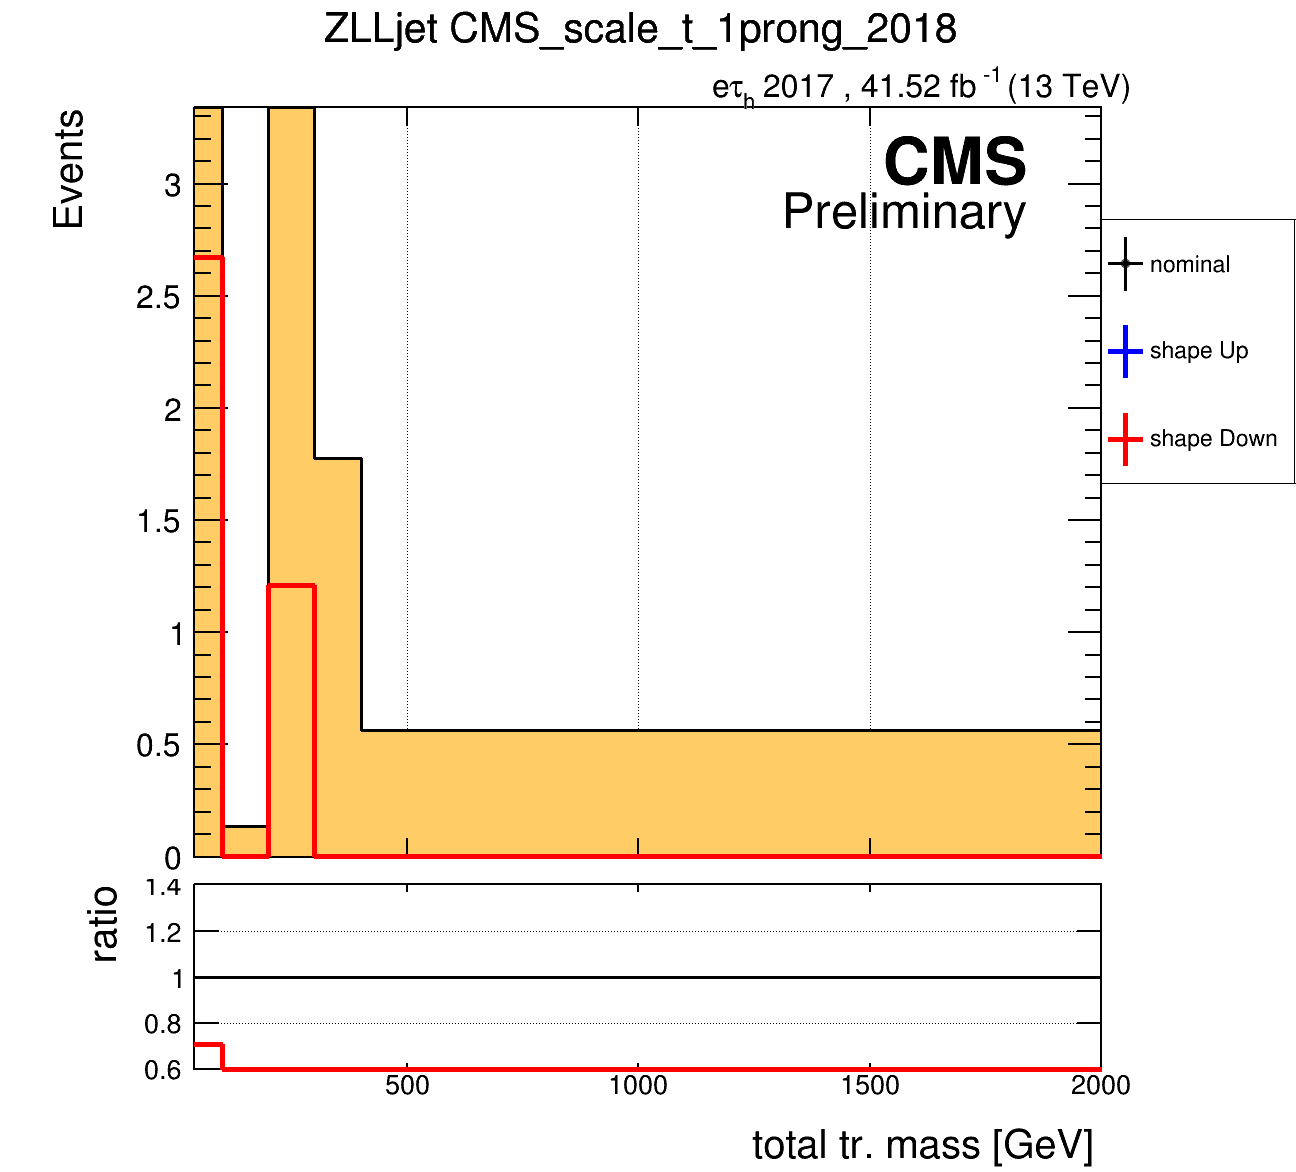 ZLLjet CMS_scale_t_1prong_2018
eτh 2017 , 41.52 fb -1 (13 TeV)
Events
CMS
Preliminary
3
2.5
2
1.5
1
0.5
0
nominal
shape Up
shape Down
ratio
1.4
1.2
1
0.8
0.6
500 1000 1500 2000
total tr. mass [GeV]